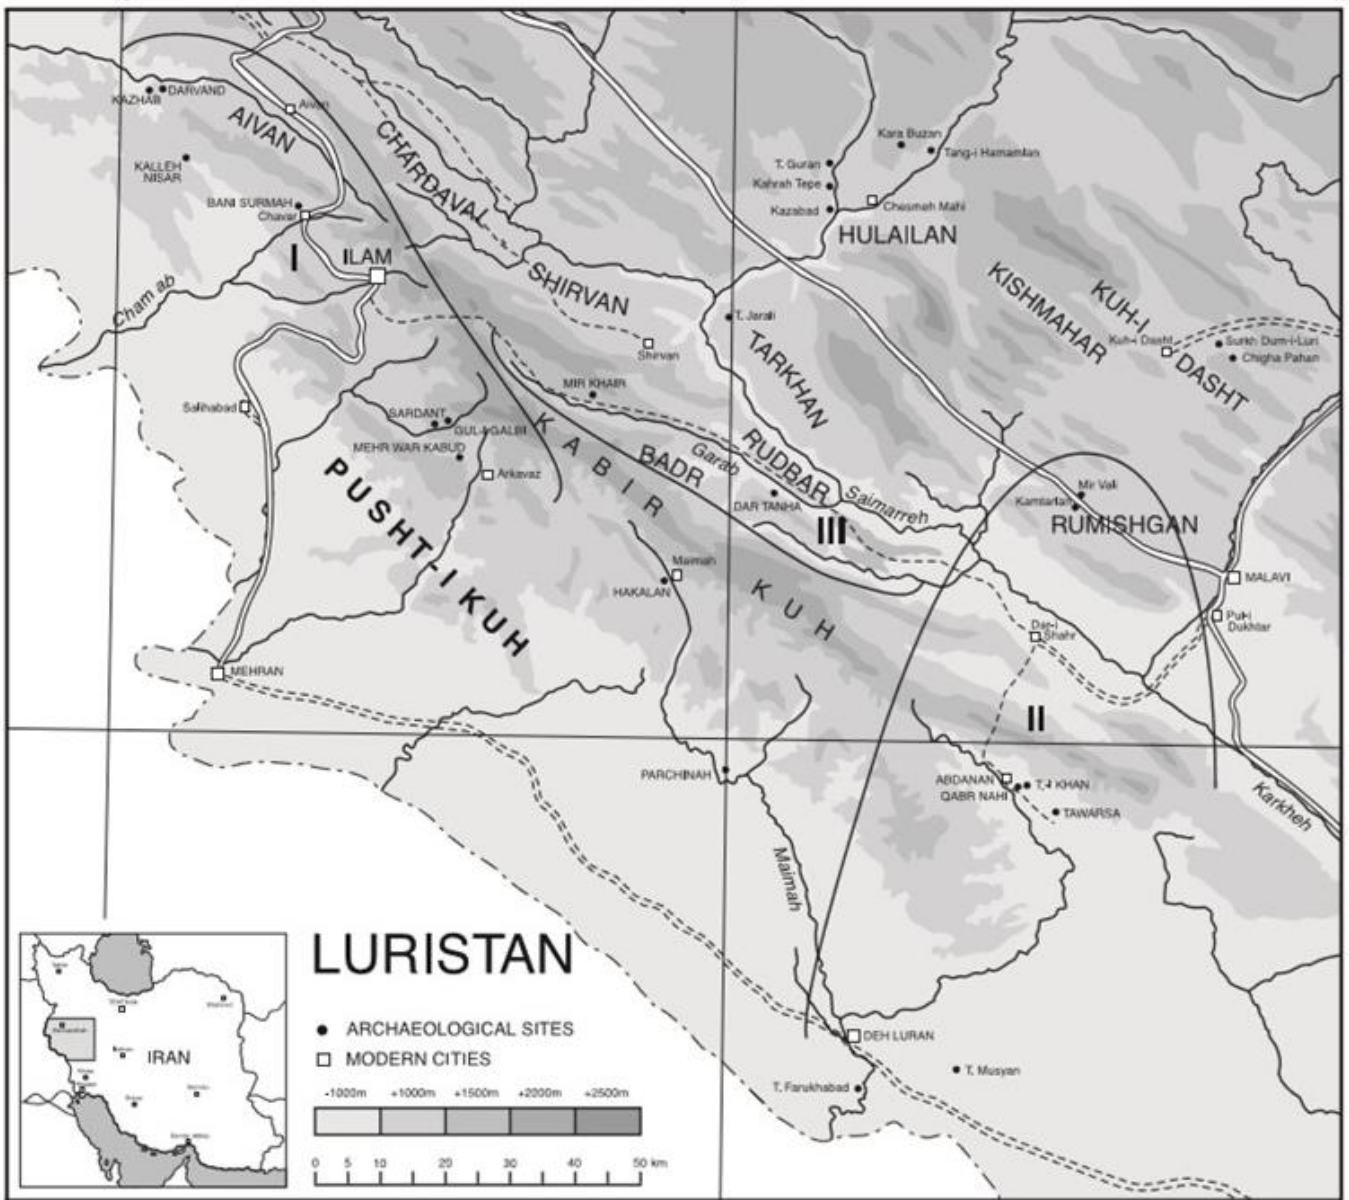 KAZHAB
DARVAND
Aivan
AIVAN
CHARDAVAL
KALLEH
NISAR
BANI SURMAH
Chavar
I
ILAM
Cham ab
SHIRVAN
Shirvan
T. Guran
Kahrah Tepe
Kazabad
Kara Buzan
Tang-i Hamamlan
Chesmeh Mahi
HULAILAN
KISHMAHAR
KUH-I
DASHT
Kuh-i Dasht
Surkh Dum-i-Luri
Chigha Pahan
T. Jarali
TARKHAN
MIR KHAIR
Salihabad
SARDANT
GUL-I-GALBI
MEHR WAR KABUD
Arkavaz
KABIR
KUH
BADR
Garab
RUDBAR
Saimarreh
DAR TANHA
III
Mir Vali
Kamtarlan
RUMISHGAN
PUSHT-I KUH
Maimah
HAKALAN
MALAVI
Pul-i
Dukhtar
Dar-i
Shahr
MEHRAN
II
PARCHINAH
ABDANAN
QABR NAHI
T.-I KHAN
TAWARSA
Karkheh
Maimah
DEH LURAN
T. Musyan
T. Farukhabad
LURISTAN
ARCHAEOLOGICAL SITES
MODERN CITIES
-1000m +1000m +1500m +2000m +2500m
0 5 10 20 30 40 50 km
IRAN